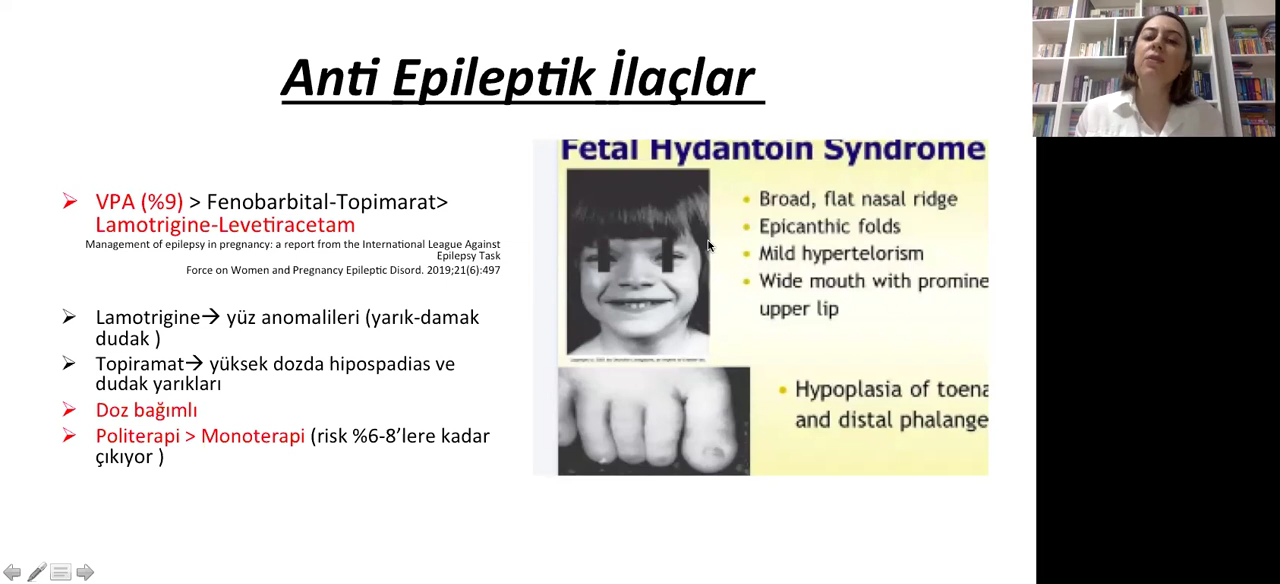 Anti Epileptik İlaçlar
VPA (%9) > Fenobarbital-Topimarat>
Lamotrigine-Levetiracetam
Management of epilepsy in pregnancy: a report from the International League Against
Epilepsy Task
Force on Women and Pregnancy Epileptic Disord. 2019;21(6):497
Lamotrigine→ yüz anomalileri (yarık-damak
dudak )
Topiramat→ yüksek dozda hipospadias ve
dudak yarıkları
Doz bağımlı
Politerapi > Monoterapi (risk %6-8’lere kadar
çıkıyor )
Fetal Hydantoin Syndrome
Broad, flat nasal ridge
Epicanthic folds
Mild hypertelorism
Wide mouth with promine
upper lip
Hypoplasia of toena
and distal phalange